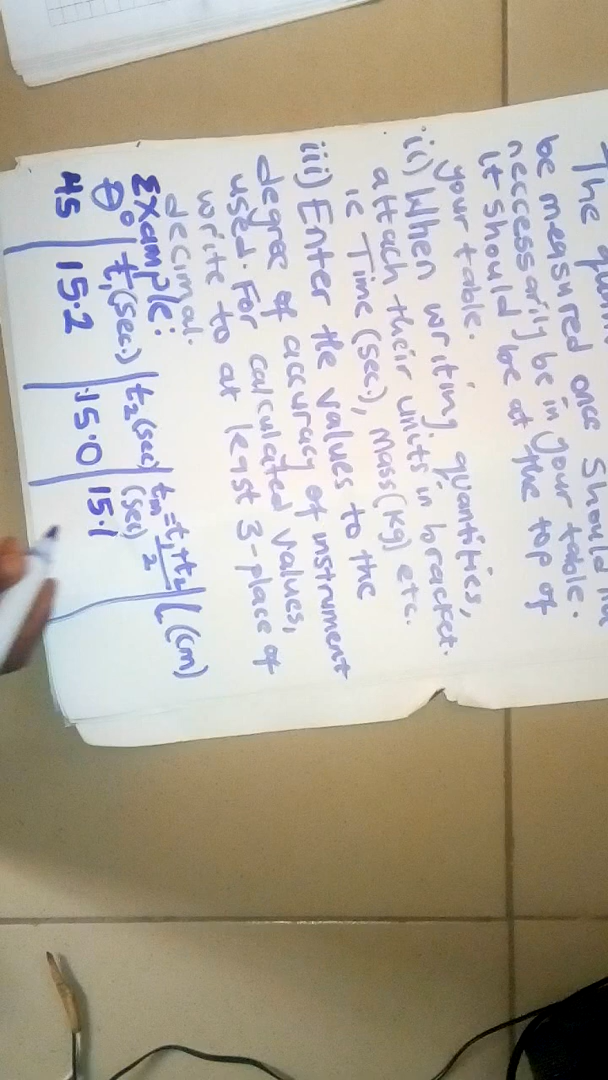 The
be measured once should
neccessarily be in your table.
it should be at the top of
your table.
ii) When writing quantities,
attach their units in bracket.
ie Time (sec.), mass(kg) etc.
iii) Enter the values to the
degree of accuracy of instrument
used. For calculated values,
write to at least 3-place of
decimal.
Example:
θ° | t₁(sec.) | t₂(sec) | tm = t₁+t₂/2 (sec) | L (cm)
45 | 15.2 | 15.0 | 15.1